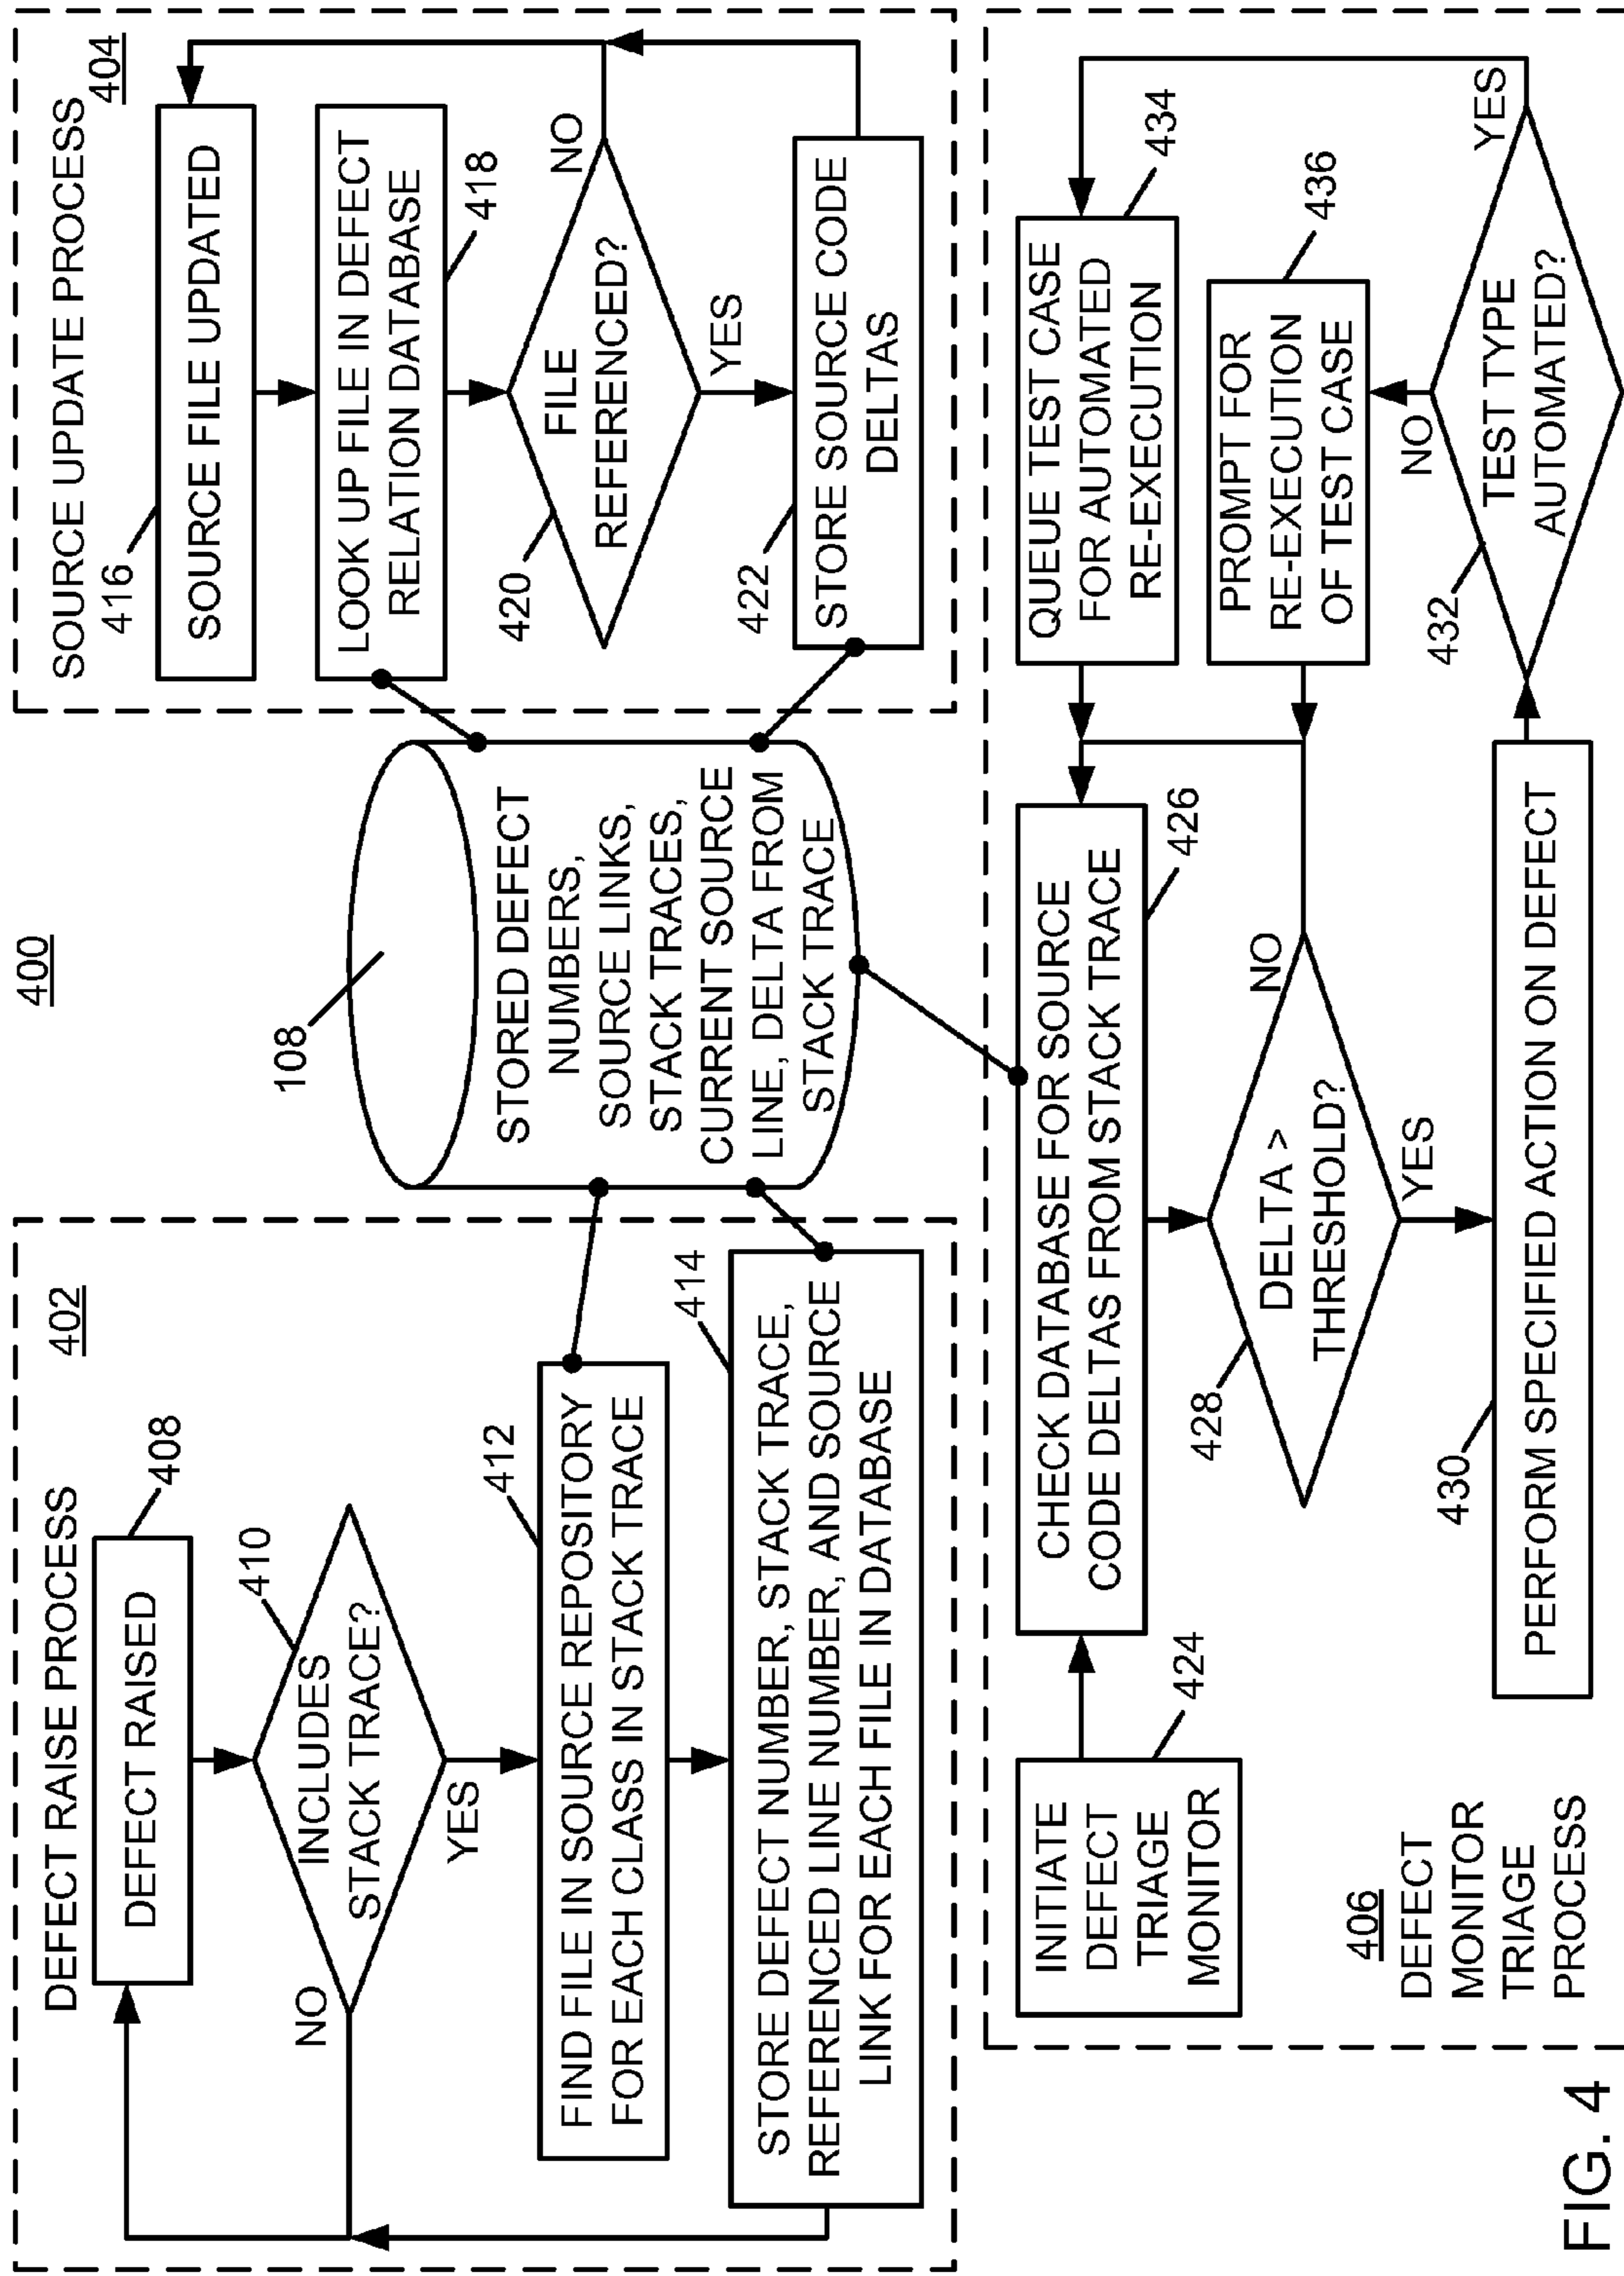 400
DEFECT RAISE PROCESS
402
DEFECT RAISED
408
INCLUDES
STACK TRACE?
410
NO
YES
FIND FILE IN SOURCE REPOSITORY
FOR EACH CLASS IN STACK TRACE
412
STORE DEFECT NUMBER, STACK TRACE,
REFERENCED LINE NUMBER, AND SOURCE
LINK FOR EACH FILE IN DATABASE
414
108
STORED DEFECT
NUMBERS,
SOURCE LINKS,
STACK TRACES,
CURRENT SOURCE
LINE, DELTA FROM
STACK TRACE
SOURCE UPDATE PROCESS
404
416
SOURCE FILE UPDATED
LOOK UP FILE IN DEFECT
RELATION DATABASE
418
420
FILE
REFERENCED?
NO
YES
422
STORE SOURCE CODE
DELTAS
INITIATE
DEFECT
TRIAGE
MONITOR
424
406
DEFECT
MONITOR
TRIAGE
PROCESS
CHECK DATABASE FOR SOURCE
CODE DELTAS FROM STACK TRACE
426
428
DELTA >
THRESHOLD?
NO
YES
430
PERFORM SPECIFIED ACTION ON DEFECT
QUEUE TEST CASE
FOR AUTOMATED
RE-EXECUTION
434
PROMPT FOR
RE-EXECUTION
OF TEST CASE
436
432
NO
TEST TYPE
AUTOMATED?
YES
FIG. 4